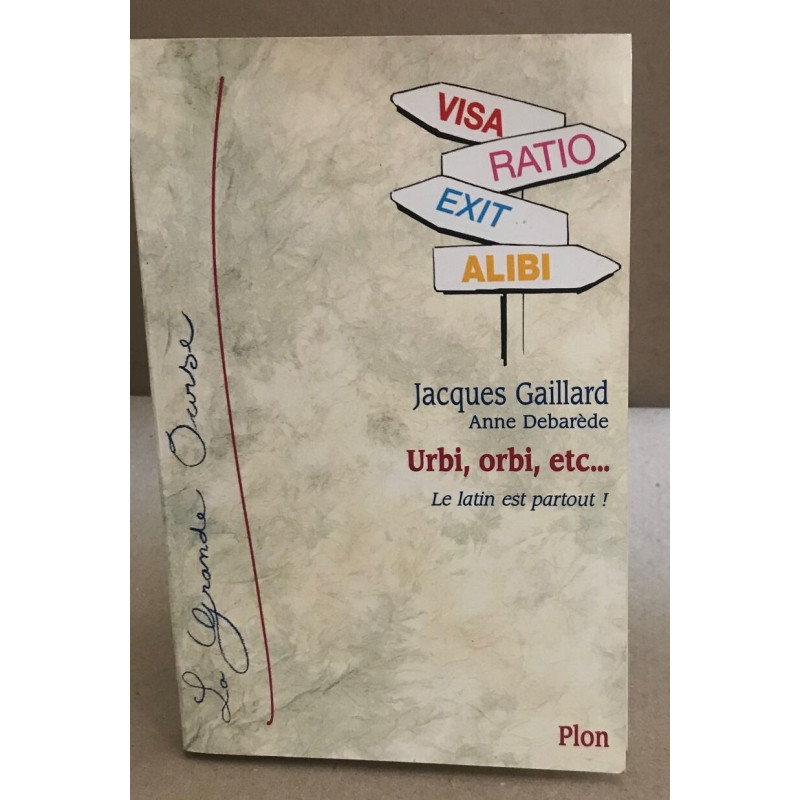 VISA
RATIO
EXIT
ALIBI
Jacques Gaillard
Anne Debarède
Urbi, orbi, etc...
Le latin est partout !
La Grande Ourse
Plon